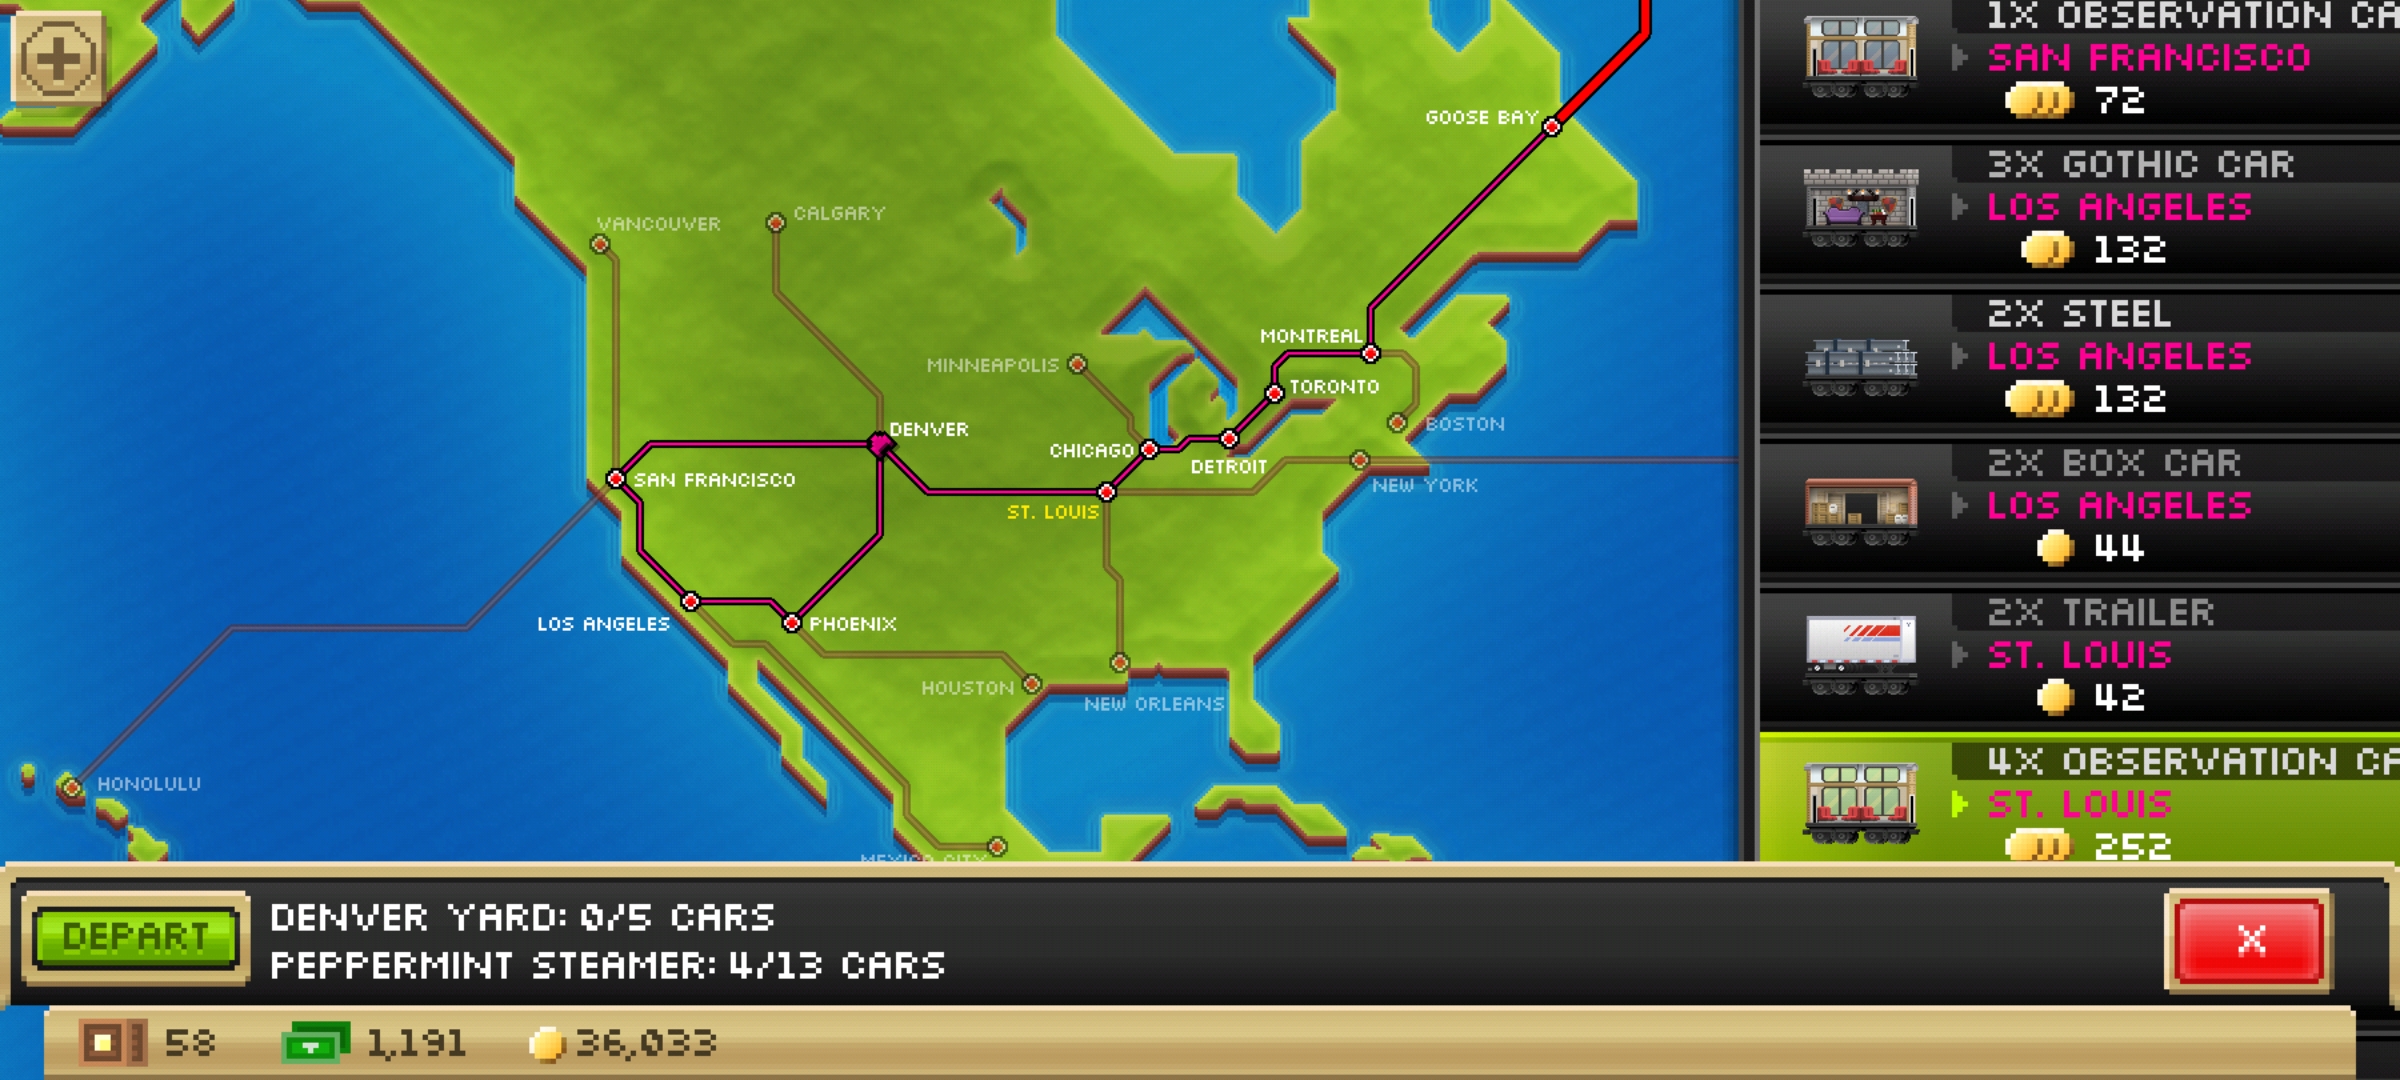 GOOSE BAY
VANCOUVER
CALGARY
MINNEAPOLIS
MONTREAL
TORONTO
BOSTON
DENVER
CHICAGO
DETROIT
SAN FRANCISCO
NEW YORK
ST. LOUIS
LOS ANGELES
PHOENIX
HOUSTON
NEW ORLEANS
HONOLULU
MEXICO CITY
1X OBSERVATION CA
SAN FRANCISCO
72
3X GOTHIC CAR
LOS ANGELES
132
2X STEEL
LOS ANGELES
132
2X BOX CAR
LOS ANGELES
44
2X TRAILER
ST. LOUIS
42
4X OBSERVATION CA
ST. LOUIS
252
DEPART
DENVER YARD: 0/5 CARS
PEPPERMINT STEAMER: 4/13 CARS
X
58
1,191
36,033